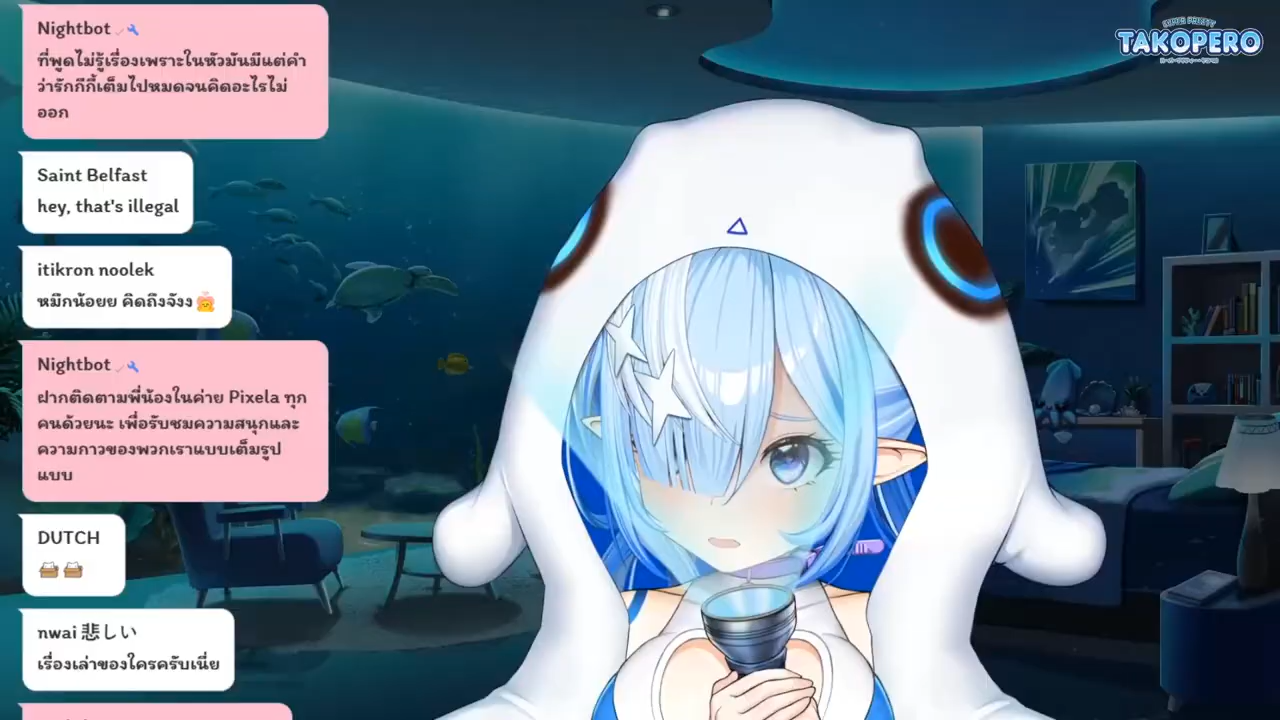 Nightbot
ที่พูดไม่รู้เรื่องเพราะในหัวมันมีแต่คำ
ว่ารักกีกี้เต็มไปหมดจนคิดอะไรไม่
ออก
Saint Belfast
hey, that's illegal
itikron noolek
หมึกน้อยย คิดถึงจังง
Nightbot
ฝากติดตามพี่น้องในค่าย Pixela ทุก
คนด้วยนะ เพื่อรับชมความสนุกและ
ความกาวของพวกเราแบบเต็มรูป
แบบ
DUTCH
nwai 悲しい
เรื่องเล่าของใครครับเนี่ย
SUPER PRETTY
TAKOPERO